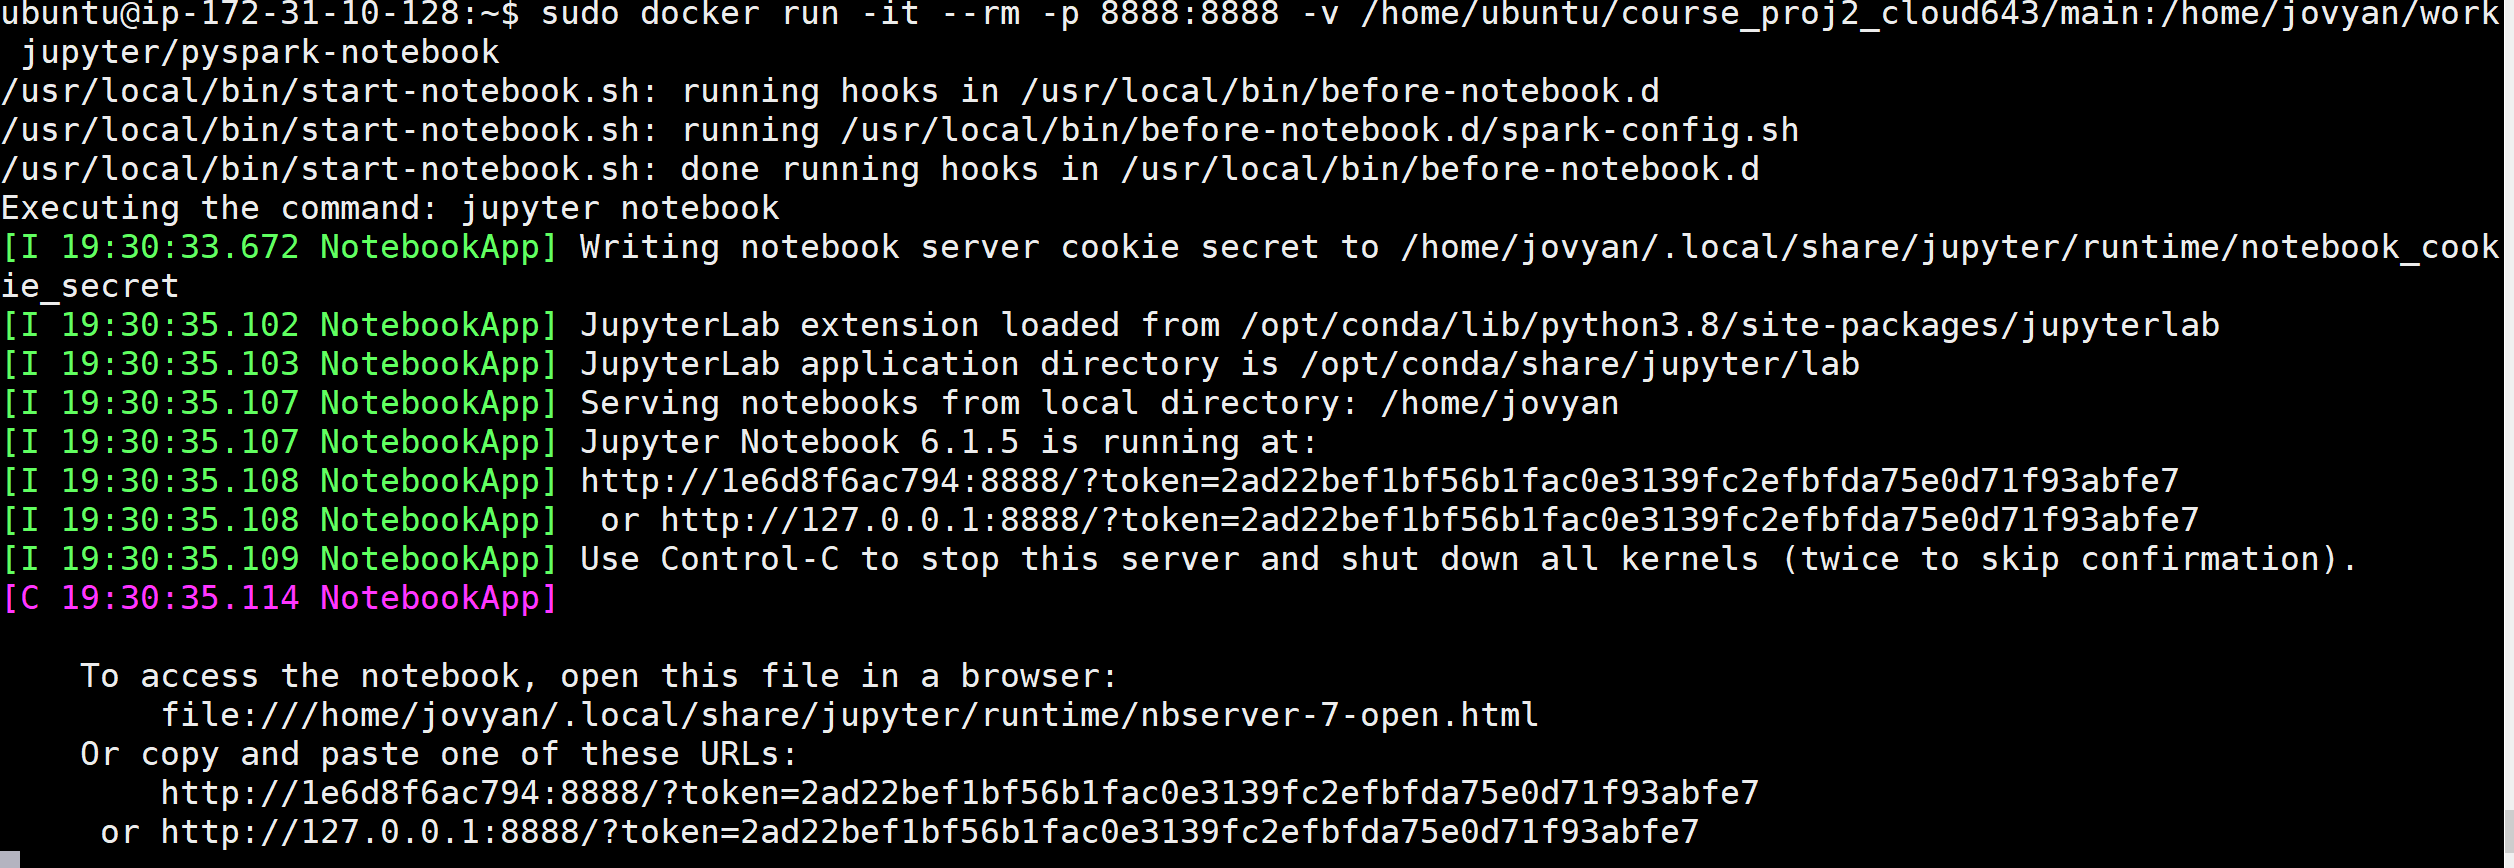 ubuntu@ip-172-31-10-128:~$ sudo docker run -it --rm -p 8888:8888 -v /home/ubuntu/course_proj2_cloud643/main:/home/jovyan/work
 jupyter/pyspark-notebook
/usr/local/bin/start-notebook.sh: running hooks in /usr/local/bin/before-notebook.d
/usr/local/bin/start-notebook.sh: running /usr/local/bin/before-notebook.d/spark-config.sh
/usr/local/bin/start-notebook.sh: done running hooks in /usr/local/bin/before-notebook.d
Executing the command: jupyter notebook
[I 19:30:33.672 NotebookApp] Writing notebook server cookie secret to /home/jovyan/.local/share/jupyter/runtime/notebook_cook
ie_secret
[I 19:30:35.102 NotebookApp] JupyterLab extension loaded from /opt/conda/lib/python3.8/site-packages/jupyterlab
[I 19:30:35.103 NotebookApp] JupyterLab application directory is /opt/conda/share/jupyter/lab
[I 19:30:35.107 NotebookApp] Serving notebooks from local directory: /home/jovyan
[I 19:30:35.107 NotebookApp] Jupyter Notebook 6.1.5 is running at:
[I 19:30:35.108 NotebookApp] http://1e6d8f6ac794:8888/?token=2ad22bef1bf56b1fac0e3139fc2efbfda75e0d71f93abfe7
[I 19:30:35.108 NotebookApp]  or http://127.0.0.1:8888/?token=2ad22bef1bf56b1fac0e3139fc2efbfda75e0d71f93abfe7
[I 19:30:35.109 NotebookApp] Use Control-C to stop this server and shut down all kernels (twice to skip confirmation).
[C 19:30:35.114 NotebookApp]
    To access the notebook, open this file in a browser:
        file:///home/jovyan/.local/share/jupyter/runtime/nbserver-7-open.html
    Or copy and paste one of these URLs:
        http://1e6d8f6ac794:8888/?token=2ad22bef1bf56b1fac0e3139fc2efbfda75e0d71f93abfe7
     or http://127.0.0.1:8888/?token=2ad22bef1bf56b1fac0e3139fc2efbfda75e0d71f93abfe7